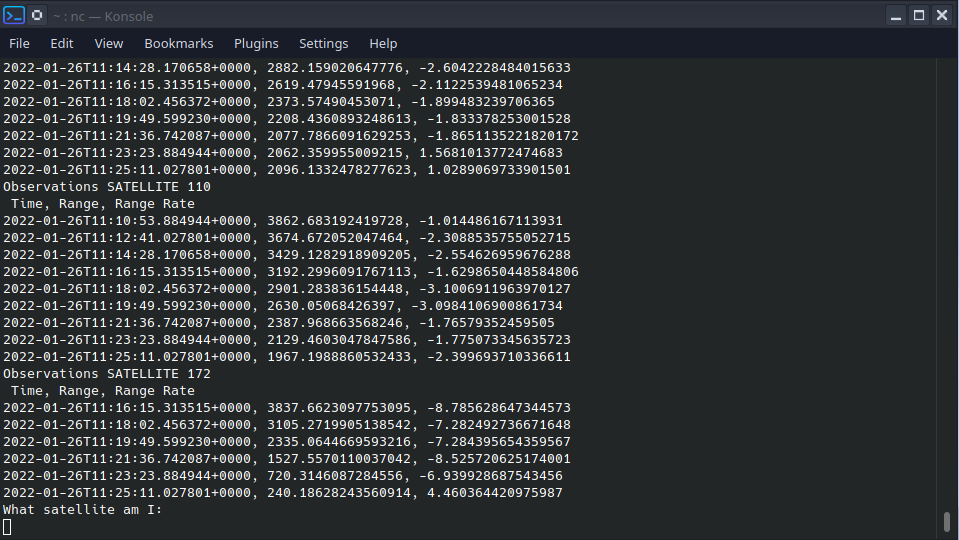 ~ : nc — Konsole
File Edit View Bookmarks Plugins Settings Help
2022-01-26T11:14:28.170658+0000, 2882.159020647776, -2.6042228484015633
2022-01-26T11:16:15.313515+0000, 2619.47945591968, -2.1122539481065234
2022-01-26T11:18:02.456372+0000, 2373.57490453071, -1.899483239706365
2022-01-26T11:19:49.599230+0000, 2208.4360893248613, -1.833378253001528
2022-01-26T11:21:36.742087+0000, 2077.7866091629253, -1.8651135221820172
2022-01-26T11:23:23.884944+0000, 2062.359955009215, 1.5681013772474683
2022-01-26T11:25:11.027801+0000, 2096.1332478277623, 1.0289069733901501
Observations SATELLITE 110
Time, Range, Range Rate
2022-01-26T11:10:53.884944+0000, 3862.683192419728, -1.014486167113931
2022-01-26T11:12:41.027801+0000, 3674.672052047464, -2.3088535755052715
2022-01-26T11:14:28.170658+0000, 3429.1282918909205, -2.554626959676288
2022-01-26T11:16:15.313515+0000, 3192.2996091767113, -1.6298650448584806
2022-01-26T11:18:02.456372+0000, 2901.283836154448, -3.1006911963970127
2022-01-26T11:19:49.599230+0000, 2630.05068426397, -3.0984106900861734
2022-01-26T11:21:36.742087+0000, 2387.968663568246, -1.76579352459505
2022-01-26T11:23:23.884944+0000, 2129.4603047847586, -1.775073345635723
2022-01-26T11:25:11.027801+0000, 1967.1988860532433, -2.399693710336611
Observations SATELLITE 172
Time, Range, Range Rate
2022-01-26T11:16:15.313515+0000, 3837.6623097753095, -8.785628647344573
2022-01-26T11:18:02.456372+0000, 3105.2719905138542, -7.282492736671648
2022-01-26T11:19:49.599230+0000, 2335.0644669593216, -7.284395654359567
2022-01-26T11:21:36.742087+0000, 1527.5570110037042, -8.525720625174001
2022-01-26T11:23:23.884944+0000, 720.3146087284556, -6.939928687543456
2022-01-26T11:25:11.027801+0000, 240.18628243560914, 4.460364420975987
What satellite am I: